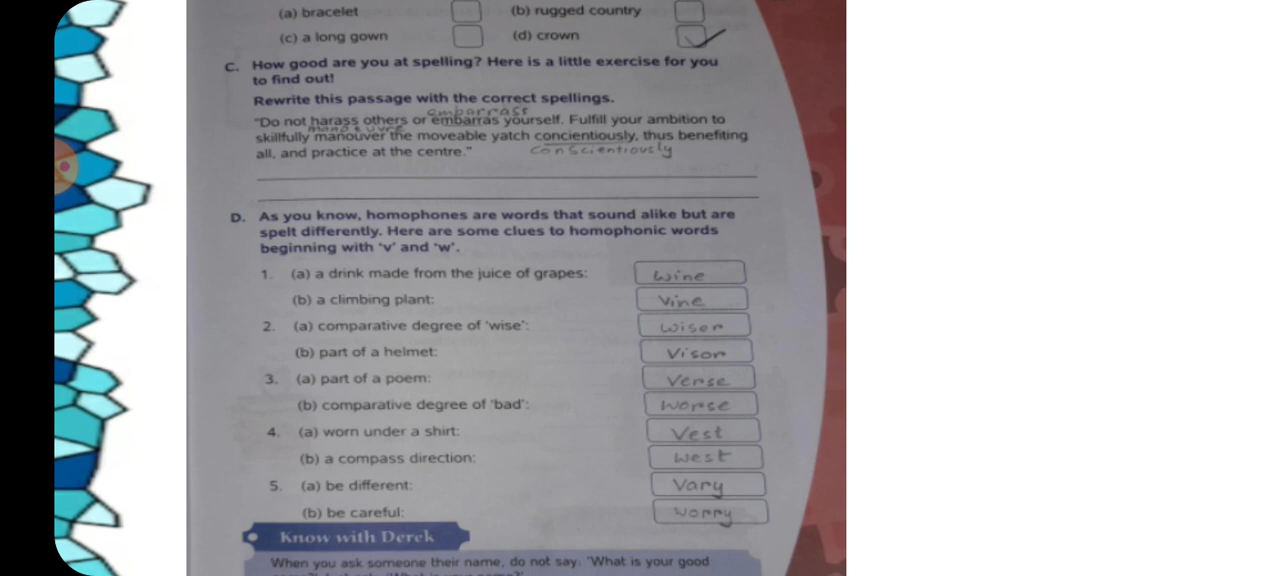 (a) bracelet (b) rugged country
(c) a long gown (d) crown
C. How good are you at spelling? Here is a little exercise for you
to find out!
Rewrite this passage with the correct spellings.
embarrass
"Do not harass others or embarras yourself. Fulfill your ambition to
manoeuvre
skillfully manouver the moveable yatch concientiously, thus benefiting
all, and practice at the centre." conscientiously
D. As you know, homophones are words that sound alike but are
spelt differently. Here are some clues to homophonic words
beginning with 'v' and 'w'.
1. (a) a drink made from the juice of grapes: wine
(b) a climbing plant: vine
2. (a) comparative degree of 'wise': wiser
(b) part of a helmet: visor
3. (a) part of a poem: verse
(b) comparative degree of 'bad': worse
4. (a) worn under a shirt: Vest
(b) a compass direction: west
5. (a) be different: vary
(b) be careful: worry
Know with Derek
When you ask someone their name, do not say: 'What is your good